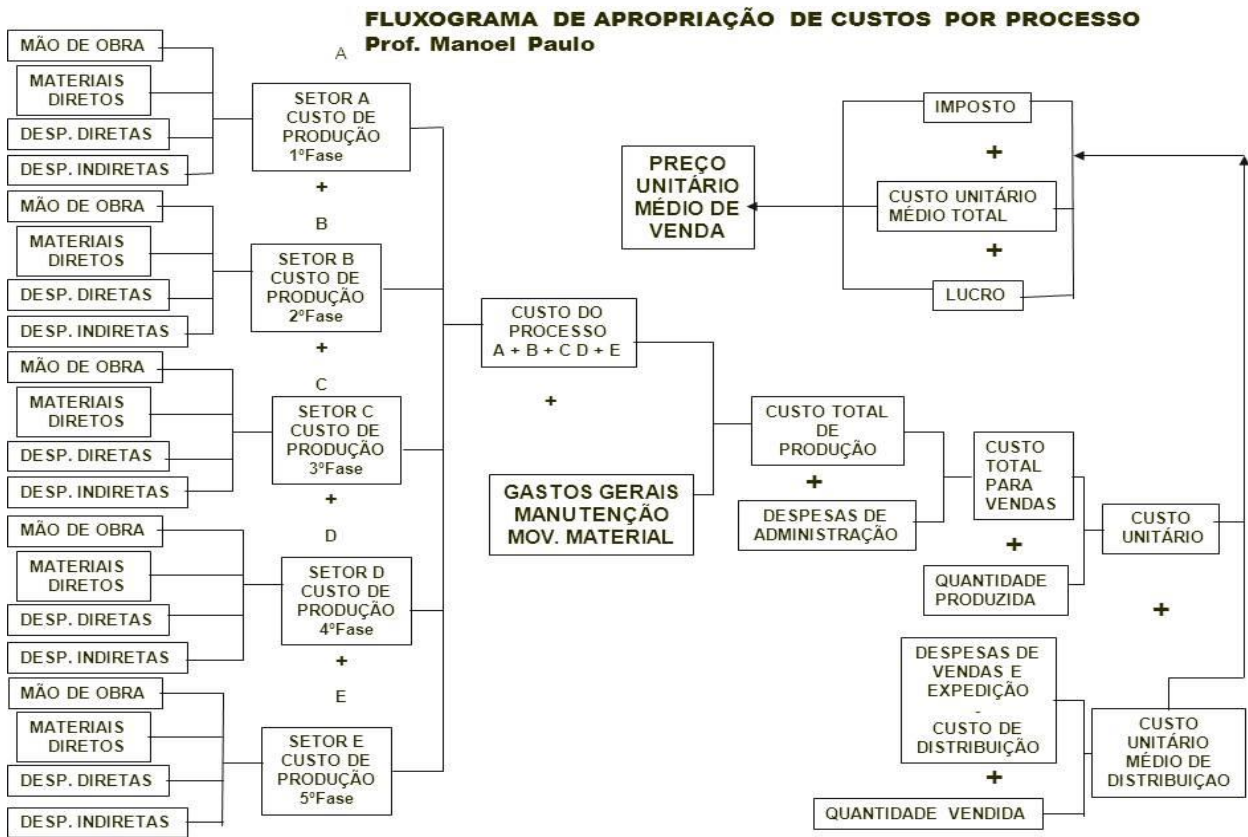 FLUXOGRAMA DE APROPRIAÇÃO DE CUSTOS POR PROCESSO
Prof. Manoel Paulo
A
MÃO DE OBRA
MATERIAIS
DIRETOS
DESP. DIRETAS
DESP. INDIRETAS
SETOR A
CUSTO DE
PRODUÇÃO
1ºFase
+
B
MÃO DE OBRA
MATERIAIS
DIRETOS
DESP. DIRETAS
DESP. INDIRETAS
SETOR B
CUSTO DE
PRODUÇÃO
2ºFase
+
C
MÃO DE OBRA
MATERIAIS
DIRETOS
DESP. DIRETAS
DESP. INDIRETAS
SETOR C
CUSTO DE
PRODUÇÃO
3ºFase
+
D
MÃO DE OBRA
MATERIAIS
DIRETOS
DESP. DIRETAS
DESP. INDIRETAS
SETOR D
CUSTO DE
PRODUÇÃO
4ºFase
+
E
MÃO DE OBRA
MATERIAIS
DIRETOS
DESP. DIRETAS
DESP. INDIRETAS
SETOR E
CUSTO DE
PRODUÇÃO
5ºFase
CUSTO DO
PROCESSO
A + B + C D + E
+
GASTOS GERAIS
MANUTENÇÃO
MOV. MATERIAL
CUSTO TOTAL
DE
PRODUÇÃO
+
DESPESAS DE
ADMINISTRAÇÃO
CUSTO
TOTAL
PARA
VENDAS
+
QUANTIDADE
PRODUZIDA
CUSTO
UNITÁRIO
+
DESPESAS DE
VENDAS E
EXPEDIÇÃO
-
CUSTO DE
DISTRIBUIÇÃO
+
QUANTIDADE VENDIDA
CUSTO
UNITÁRIO
MÉDIO DE
DISTRIBUIÇAO
IMPOSTO
+
CUSTO UNITÁRIO
MÉDIO TOTAL
+
LUCRO
PREÇO
UNITÁRIO
MÉDIO DE
VENDA